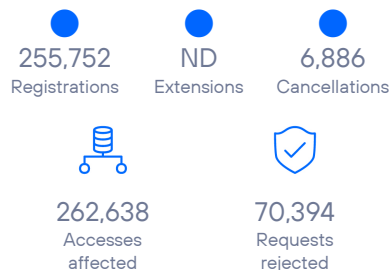 255,752 ND 6,886
Registrations Extensions Cancellations
262,638 70,394
Accesses Requests
affected rejected